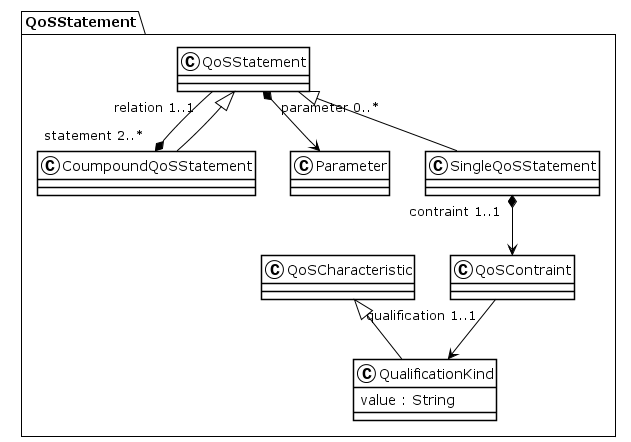 QoSStatement
C QoSStatement
relation 1..1
parameter 0..*
statement 2..*
C CoumpoundQoSStatement
C Parameter
C SingleQoSStatement
contraint 1..1
C QoSCharacteristic
C QoSContraint
qualification 1..1
C QualificationKind
value : String